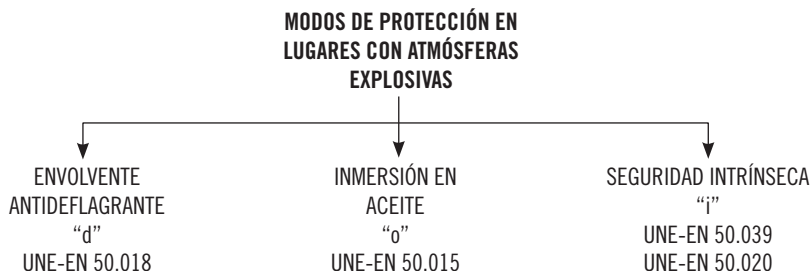 MODOS DE PROTECCIÓN EN
LUGARES CON ATMÓSFERAS
EXPLOSIVAS
ENVOLVENTE
ANTIDEFLAGRANTE
“d”
UNE-EN 50.018
INMERSIÓN EN
ACEITE
“o”
UNE-EN 50.015
SEGURIDAD INTRÍNSECA
“i”
UNE-EN 50.039
UNE-EN 50.020